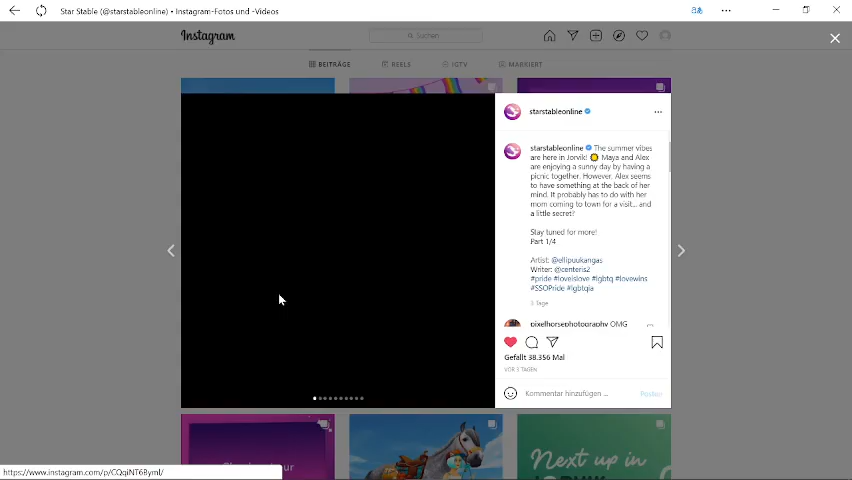 Star Stable (@starstableonline) • Instagram-Fotos und -Videos
Instagram
Suchen
BEITRÄGE
REELS
IGTV
MARKIERT
starstableonline
starstableonline The summer vibes
are here in Jorvik! 🌞 Maya and Alex
are enjoying a sunny day by having a
picnic together. However, Alex seems
to have something at the back of her
mind. It probably has to do with her
mom coming to town for a visit... and
a little secret?
Stay tuned for more!
Part 1/4
Artist: @ellipuukangas
Writer: @centeris2
#pride #loveislove #lgbtq #lovewins
#SSOPride #lgbtqia
3 Tage
pixelhorsephotography OMG
Gefällt 38.356 Mal
VOR 3 TAGEN
Kommentar hinzufügen ...
Posten
Next up in
https://www.instagram.com/p/CQqiNT6Byml/